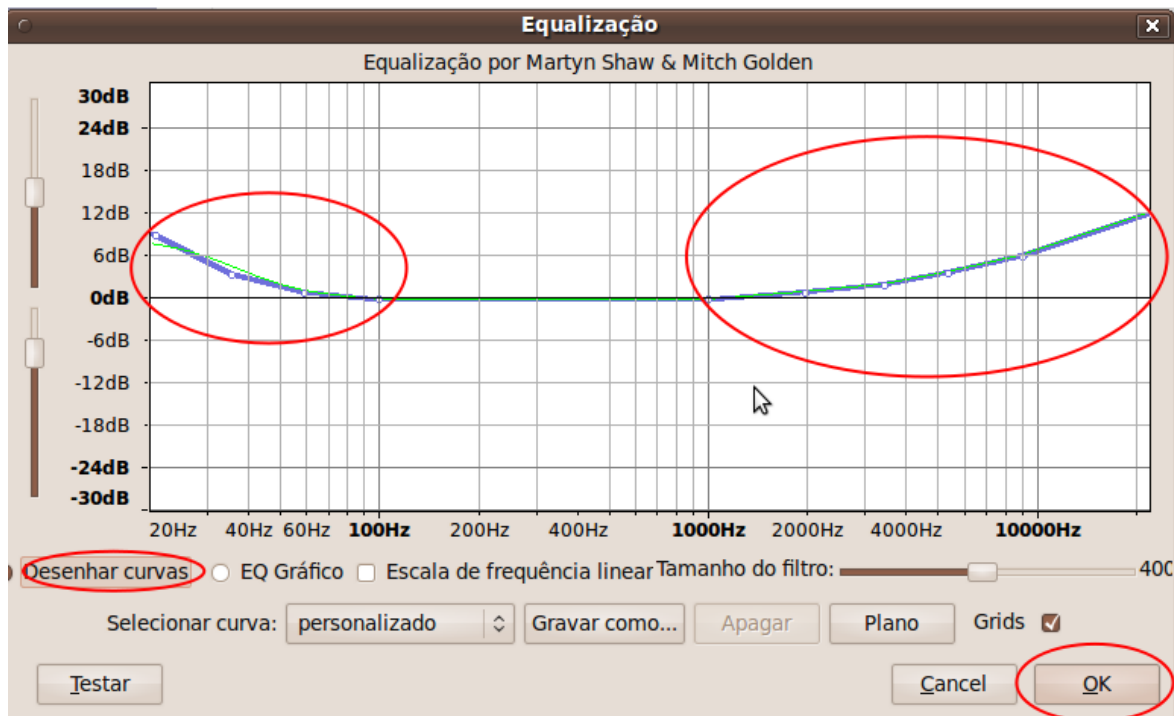 Equalização
Equalização por Martyn Shaw & Mitch Golden
30dB
24dB
18dB
12dB
6dB
0dB
-6dB
-12dB
-18dB
-24dB
-30dB
20Hz 40Hz 60Hz 100Hz 200Hz 400Hz 1000Hz 2000Hz 4000Hz 10000Hz
Desenhar curvas EQ Gráfico Escala de frequência linear Tamanho do filtro: 400
Selecionar curva: personalizado Gravar como... Apagar Plano Grids
Testar Cancel OK